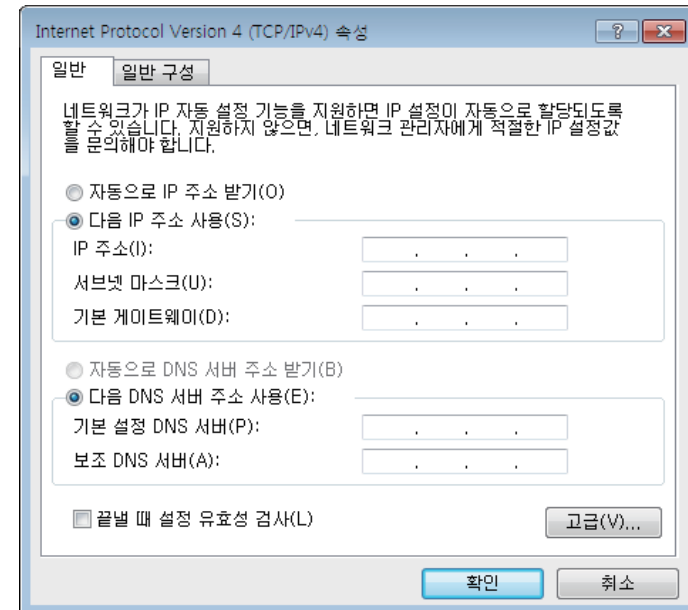 Internet Protocol Version 4 (TCP/IPv4) 속성
일반
일반 구성
네트워크가 IP 자동 설정 기능을 지원하면 IP 설정이 자동으로 할당되도록
할 수 있습니다. 지원하지 않으면, 네트워크 관리자에게 적절한 IP 설정값
을 문의해야 합니다.
자동으로 IP 주소 받기(O)
다음 IP 주소 사용(S):
IP 주소(I):
서브넷 마스크(U):
기본 게이트웨이(D):
자동으로 DNS 서버 주소 받기(B)
다음 DNS 서버 주소 사용(E):
기본 설정 DNS 서버(P):
보조 DNS 서버(A):
끝낼 때 설정 유효성 검사(L)
고급(V)...
확인
취소